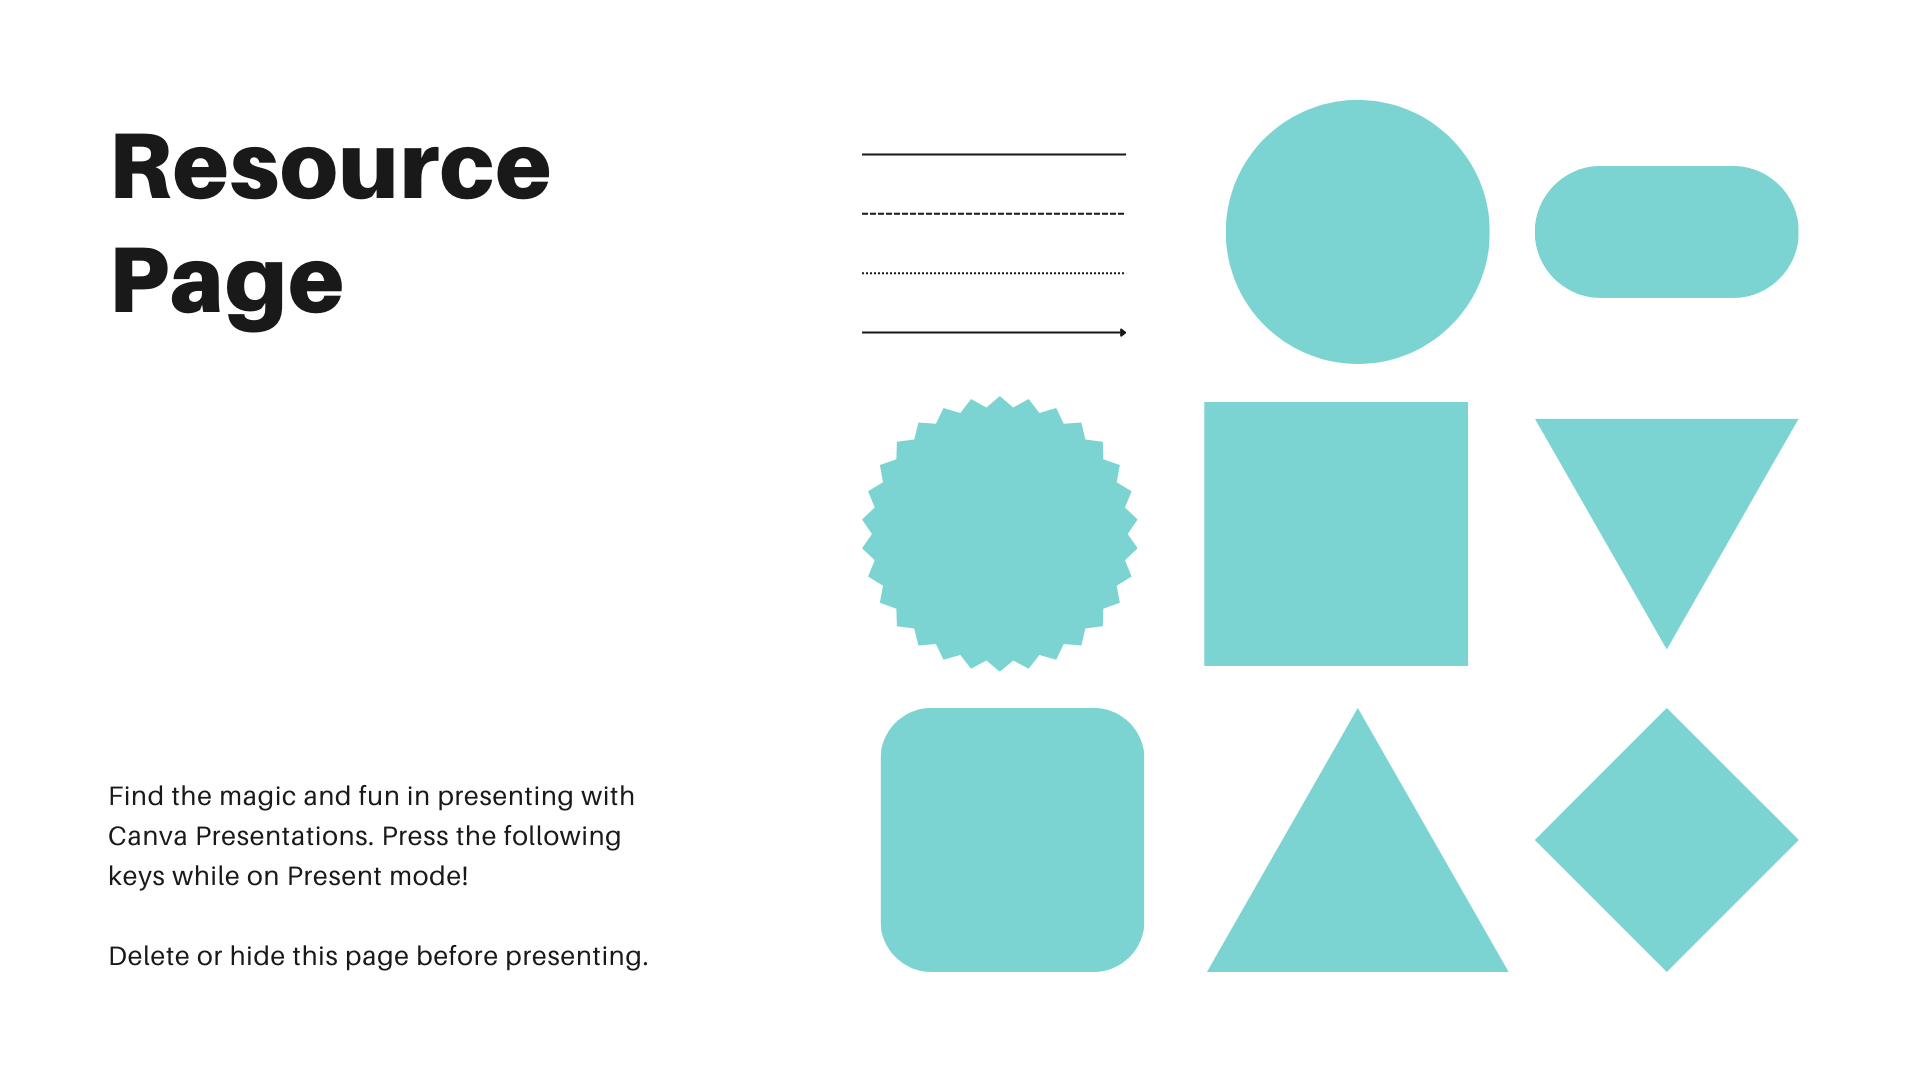 Resource
Page
Find the magic and fun in presenting with
Canva Presentations. Press the following
keys while on Present mode!
Delete or hide this page before presenting.